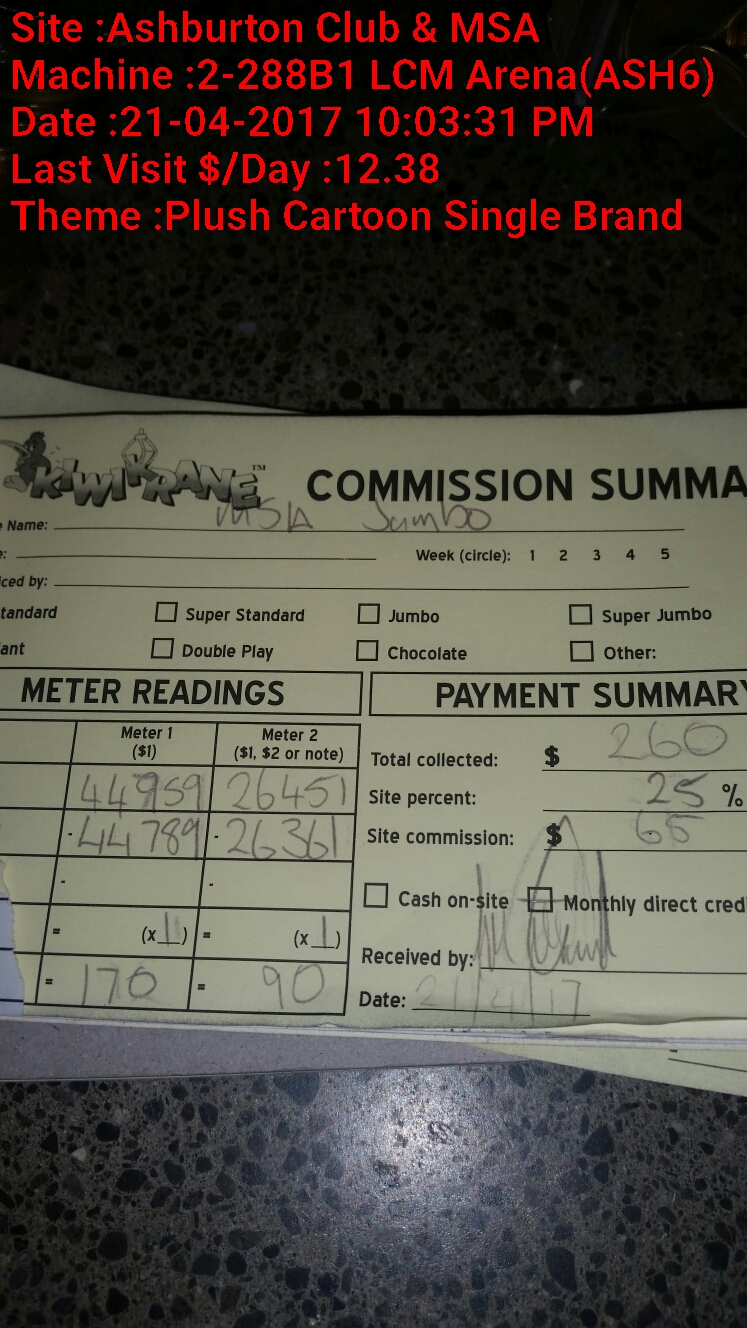 Site :Ashburton Club & MSA
Machine :2-288B1 LCM Arena(ASH6)
Date :21-04-2017 10:03:31 PM
Last Visit $/Day :12.38
Theme :Plush Cartoon Single Brand
KIWIKRANE™ COMMISSION SUMMA
e Name: MSA Jumbo
e: Week (circle): 1 2 3 4 5
iced by:
tandard Super Standard Jumbo Super Jumbo
ant Double Play Chocolate Other:
METER READINGS PAYMENT SUMMARY
Meter 1 ($1) Meter 2 ($1, $2 or note)
Total collected: $ 260
44959 26451
Site percent: 25 %
-44789 -26361
Site commission: $ 65
- -
Cash on-site Monthly direct cred
= (x 1) = (x 1)
Received by:
= 170 = 90
Date: 21/4/17